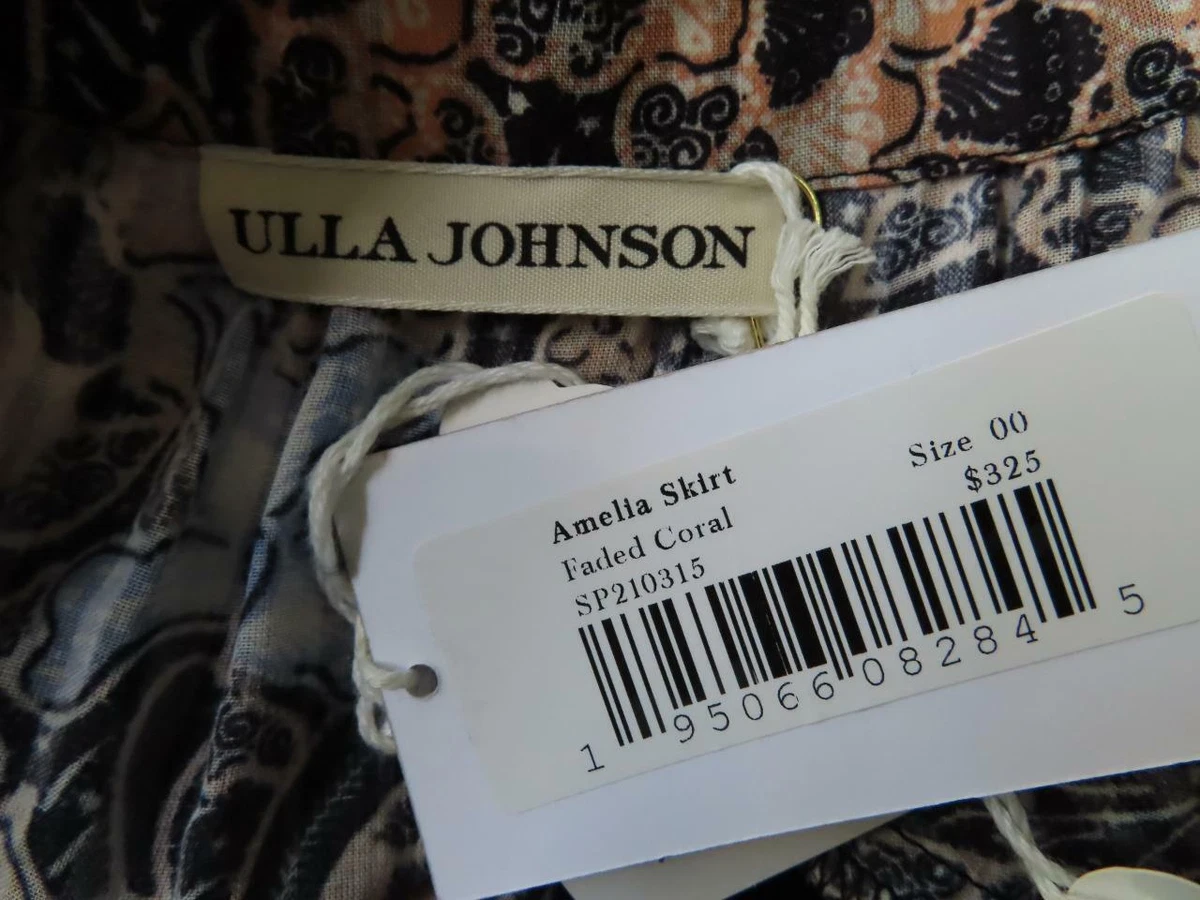 ULLA JOHNSON
Size 00
$325
Amelia Skirt
Faded Coral
SP210315
1 95066 08284 5